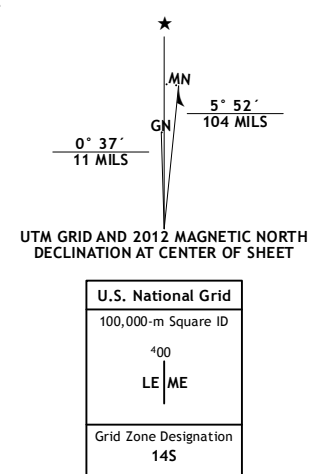 ★
MN
5° 52´
104 MILS
GN
0° 37´
11 MILS
UTM GRID AND 2012 MAGNETIC NORTH
DECLINATION AT CENTER OF SHEET
U.S. National Grid
100,000-m Square ID
⁴00
LE ME
Grid Zone Designation
14S